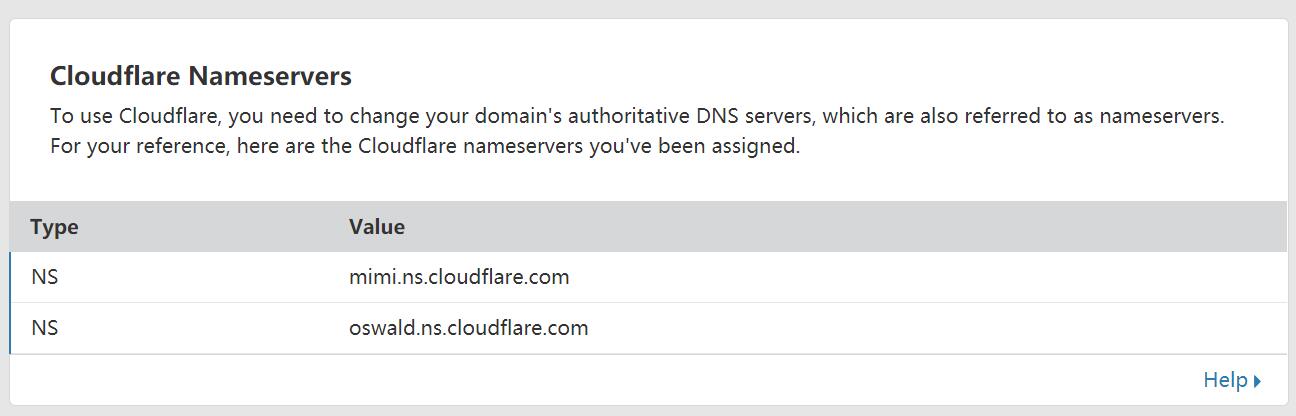 Cloudflare Nameservers
To use Cloudflare, you need to change your domain's authoritative DNS servers, which are also referred to as nameservers.
For your reference, here are the Cloudflare nameservers you've been assigned.
Type Value
NS mimi.ns.cloudflare.com
NS oswald.ns.cloudflare.com
Help